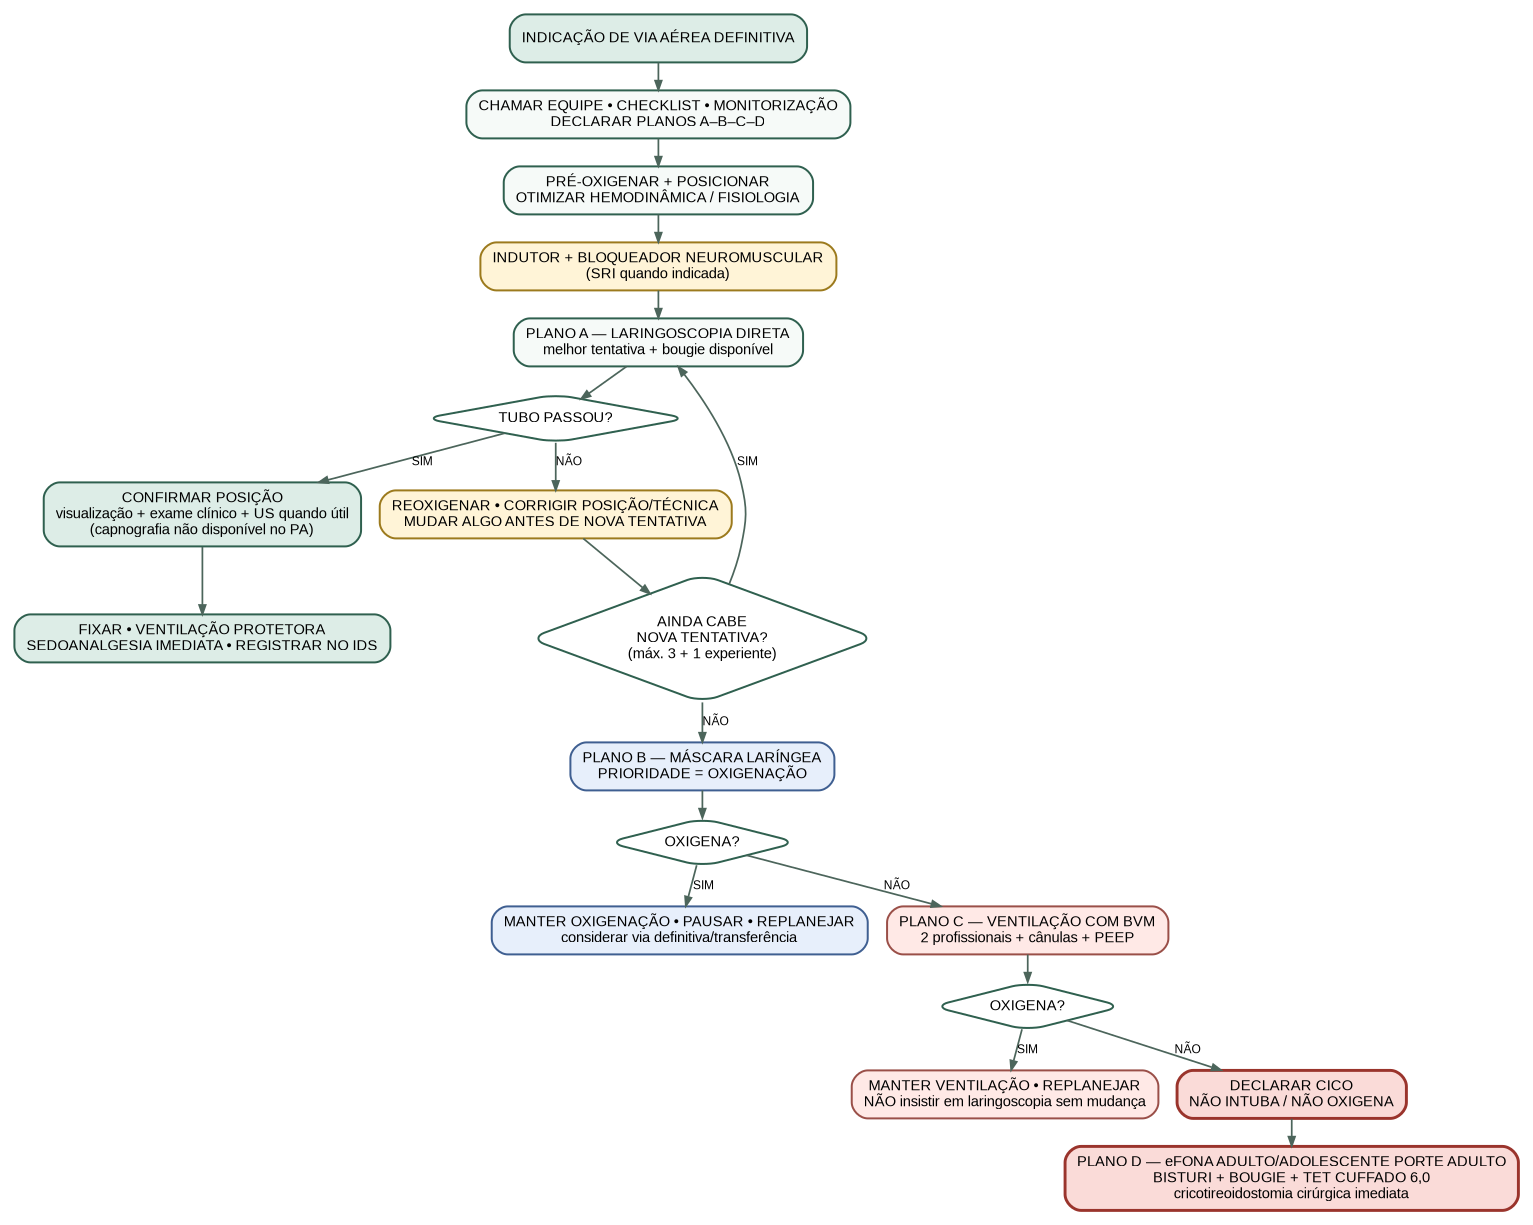 INDICAÇÃO DE VIA AÉREA DEFINITIVA
CHAMAR EQUIPE • CHECKLIST • MONITORIZAÇÃO
DECLARAR PLANOS A–B–C–D
PRÉ-OXIGENAR + POSICIONAR
OTIMIZAR HEMODINÂMICA / FISIOLOGIA
INDUTOR + BLOQUEADOR NEUROMUSCULAR
(SRI quando indicada)
PLANO A — LARINGOSCOPIA DIRETA
melhor tentativa + bougie disponível
TUBO PASSOU?
SIM
NÃO
SIM
CONFIRMAR POSIÇÃO
visualização + exame clínico + US quando útil
(capnografia não disponível no PA)
REOXIGENAR • CORRIGIR POSIÇÃO/TÉCNICA
MUDAR ALGO ANTES DE NOVA TENTATIVA
FIXAR • VENTILAÇÃO PROTETORA
SEDOANALGESIA IMEDIATA • REGISTRAR NO IDS
AINDA CABE
NOVA TENTATIVA?
(máx. 3 + 1 experiente)
NÃO
PLANO B — MÁSCARA LARÍNGEA
PRIORIDADE = OXIGENAÇÃO
OXIGENA?
SIM
NÃO
MANTER OXIGENAÇÃO • PAUSAR • REPLANEJAR
considerar via definitiva/transferência
PLANO C — VENTILAÇÃO COM BVM
2 profissionais + cânulas + PEEP
OXIGENA?
SIM
NÃO
MANTER VENTILAÇÃO • REPLANEJAR
NÃO insistir em laringoscopia sem mudança
DECLARAR CICO
NÃO INTUBA / NÃO OXIGENA
PLANO D — eFONA ADULTO/ADOLESCENTE PORTE ADULTO
BISTURI + BOUGIE + TET CUFFADO 6,0
cricotireoidostomia cirúrgica imediata